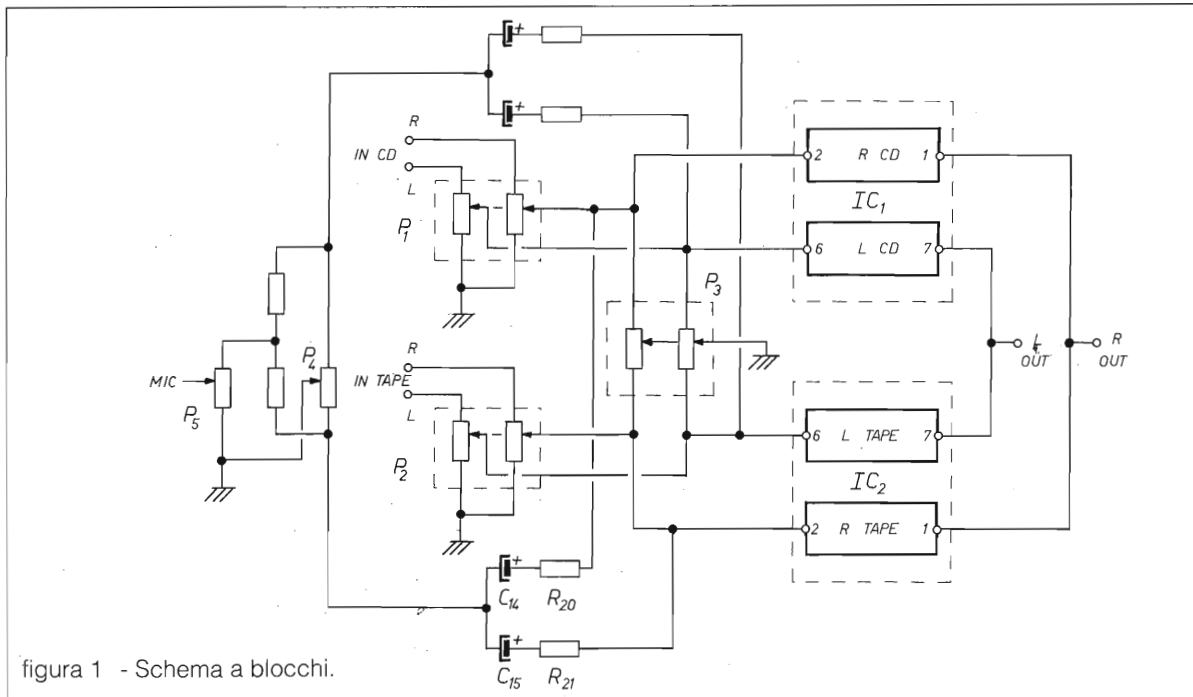 R
IN CD
L
P1
2 R CD 1
IC1
6 L CD 7
P3
MIC
P5
P4
R
IN TAPE
L
P2
L OUT
R OUT
6 L TAPE 7
IC2
2 R TAPE 1
+
+
+
C14 R20
+
C15 R21
figura 1 - Schema a blocchi.